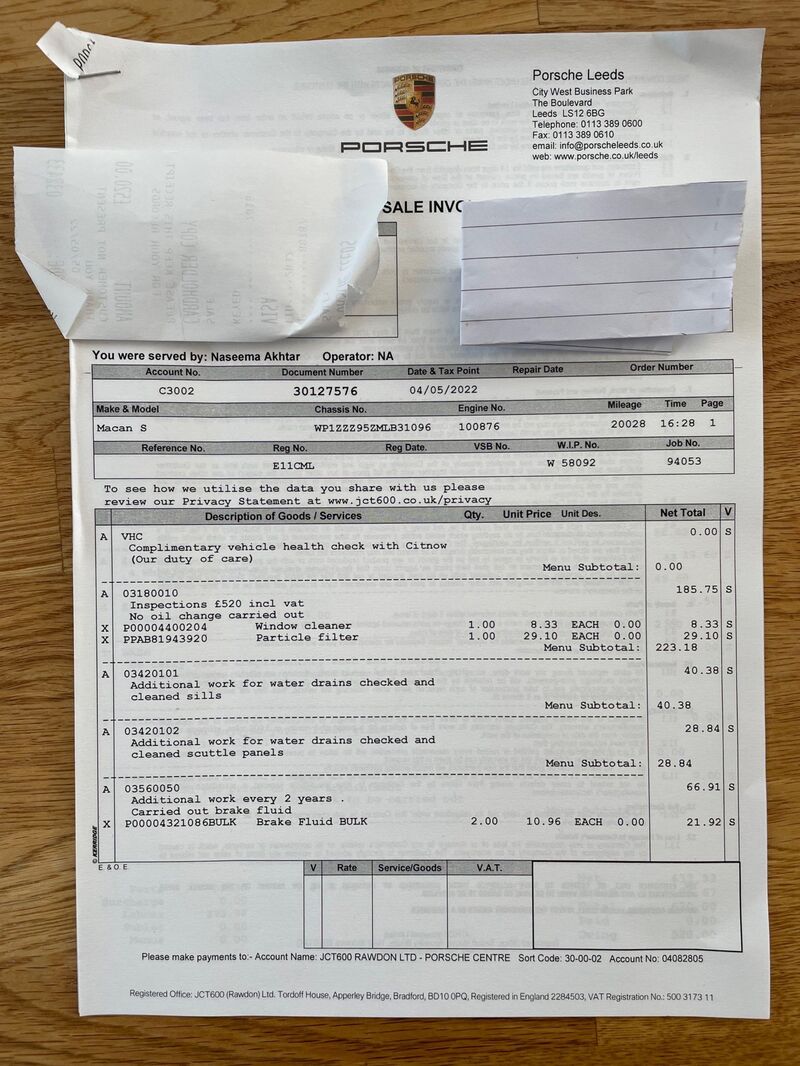 Porsche Leeds
City West Business Park
The Boulevard
Leeds LS12 6BG
Telephone: 0113 389 0600
Fax: 0113 389 0610
email: info@porscheleeds.co.uk
web: www.porsche.co.uk/leeds
PORSCHE
PORSCHE
SALE INVO
You were served by: Naseema Akhtar Operator: NA
Account No. Document Number Date & Tax Point Repair Date Order Number
C3002 30127576 04/05/2022
Make & Model Chassis No. Engine No. Mileage Time Page
Macan S WP1ZZZ95ZMLB31096 100876 20028 16:28 1
Reference No. Reg No. Reg Date. VSB No. W.I.P. No. Job No.
E11CML W 58092 94053
To see how we utilise the data you share with us please
review our Privacy Statement at www.jct600.co.uk/privacy
Description of Goods / Services Qty. Unit Price Unit Des. Net Total V
A VHC 0.00 S
Complimentary vehicle health check with Citnow
(Our duty of care)
Menu Subtotal: 0.00
A 03180010 185.75 S
Inspections £520 incl vat
No oil change carried out
X P00004400204 Window cleaner 1.00 8.33 EACH 0.00 8.33 S
X PPAB81943920 Particle filter 1.00 29.10 EACH 0.00 29.10 S
Menu Subtotal: 223.18
A 03420101 40.38 S
Additional work for water drains checked and
cleaned sills
Menu Subtotal: 40.38
A 03420102 28.84 S
Additional work for water drains checked and
cleaned scuttle panels
Menu Subtotal: 28.84
A 03560050 66.91 S
Additional work every 2 years .
Carried out brake fluid
X P00004321086BULK Brake Fluid BULK 2.00 10.96 EACH 0.00 21.92 S
© KERRIDGE
E. & O. E.
V Rate Service/Goods V.A.T.
Please make payments to:- Account Name: JCT600 RAWDON LTD - PORSCHE CENTRE Sort Code: 30-00-02 Account No: 04082805
Registered Office: JCT600 (Rawdon) Ltd. Tordoff House, Apperley Bridge, Bradford, BD10 0PQ, Registered in England 2284503, VAT Registration No.: 500 3173 11